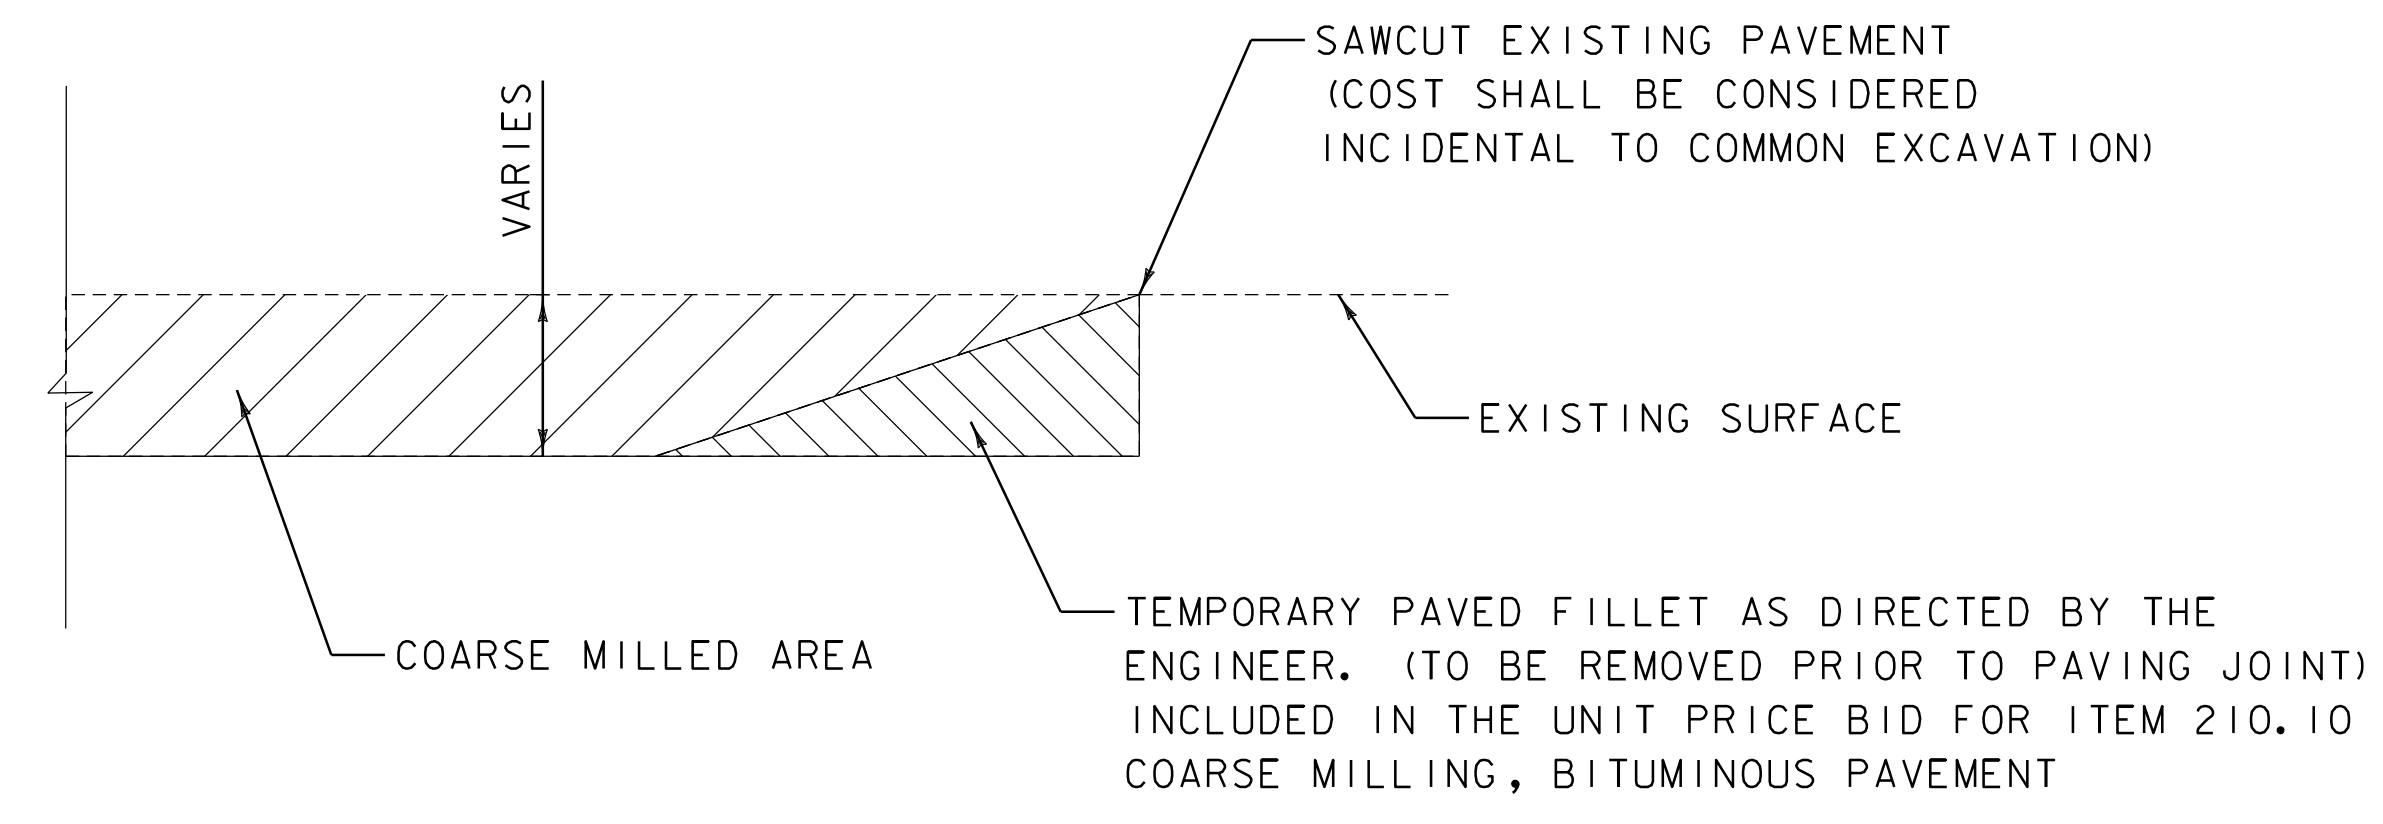 SAWCUT EXISTING PAVEMENT
(COST SHALL BE CONSIDERED
INCIDENTAL TO COMMON EXCAVATION)
VARIES
EXISTING SURFACE
COARSE MILLED AREA
TEMPORARY PAVED FILLET AS DIRECTED BY THE
ENGINEER. (TO BE REMOVED PRIOR TO PAVING JOINT)
INCLUDED IN THE UNIT PRICE BID FOR ITEM 210.10
COARSE MILLING, BITUMINOUS PAVEMENT